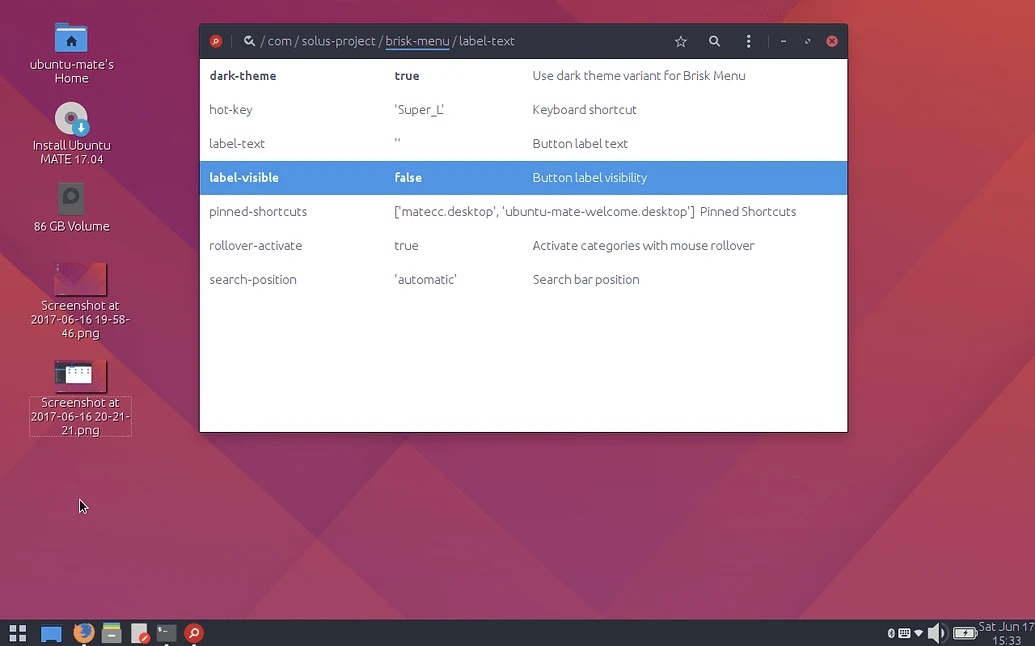 / com / solus-project / brisk-menu / label-text
dark-theme true Use dark theme variant for Brisk Menu
hot-key 'Super_L' Keyboard shortcut
label-text '' Button label text
label-visible false Button label visibility
pinned-shortcuts ['matecc.desktop', 'ubuntu-mate-welcome.desktop'] Pinned Shortcuts
rollover-activate true Activate categories with mouse rollover
search-position 'automatic' Search bar position
ubuntu-mate's
Home
Install Ubuntu
MATE 17.04
86 GB Volume
Screenshot at
2017-06-16 19-58-
46.png
Screenshot at
2017-06-16 20-21-
21.png
Sat Jun 17
15:33